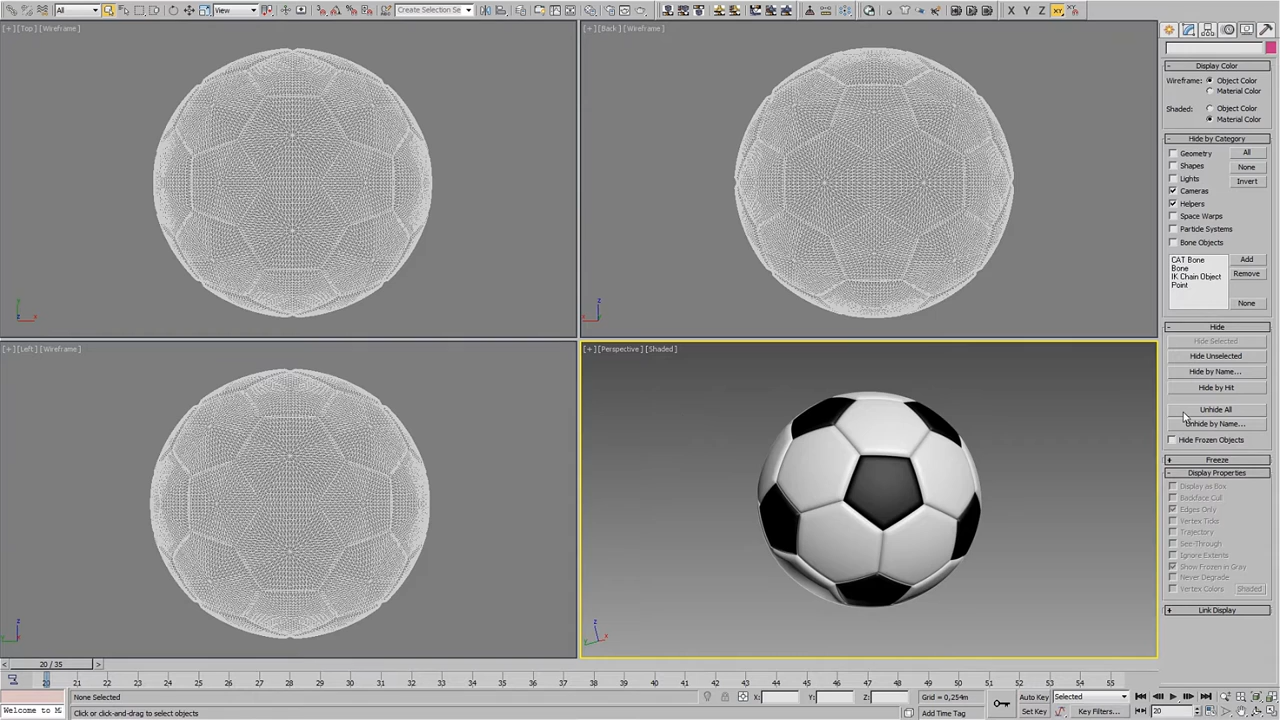 All
View
Create Selection Se
X Y Z XY
[+] [Top] [Wireframe]
[+] [Back] [Wireframe]
[+] [Left] [Wireframe]
[+] [Perspective] [Shaded]
Display Color
Wireframe: Object Color
Material Color
Shaded: Object Color
Material Color
Hide by Category
Geometry All
Shapes None
Lights Invert
Cameras
Helpers
Space Warps
Particle Systems
Bone Objects
CAT Bone Add
Bone
IK Chain Object Remove
Point
None
Hide
Hide Selected
Hide Unselected
Hide by Name...
Hide by Hit
Unhide All
Unhide by Name...
Hide Frozen Objects
Freeze
Display Properties
Display as Box
Backface Cull
Edges Only
Vertex Ticks
Trajectory
See-Through
Ignore Extents
Show Frozen in Gray
Never Degrade
Vertex Colors Shaded
Link Display
< 20 / 35 >
20 21 22 23 24 25 26 27 28 29 30 31 32 33 34 35 36 37 38 39 40 41 42 43 44 45 46 47 48 49 50 51 52 53 54 55
None Selected X: Y: Z: Grid = 0,254m Auto Key Selected
Welcome to M Click or click-and-drag to select objects Add Time Tag Set Key Key Filters... 20